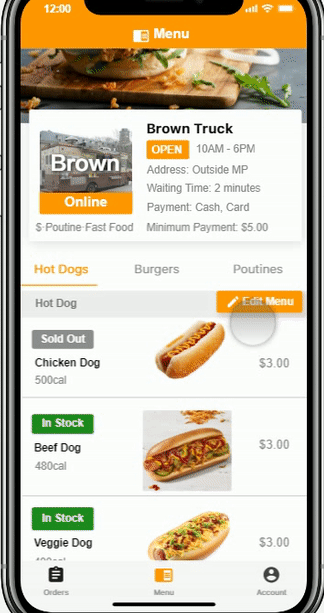 12:00
Menu
Brown Truck
OPEN 10AM - 6PM
Brown
Address: Outside MP
Waiting Time: 2 minutes
Online
Payment: Cash, Card
$·Poutine·Fast Food
Minimum Payment: $5.00
Hot Dogs Burgers Poutines
Hot Dog
Edit Menu
Sold Out
Chicken Dog
$3.00
500cal
In Stock
Beef Dog
$3.00
480cal
In Stock
Veggie Dog
$3.00
Orders Menu Account